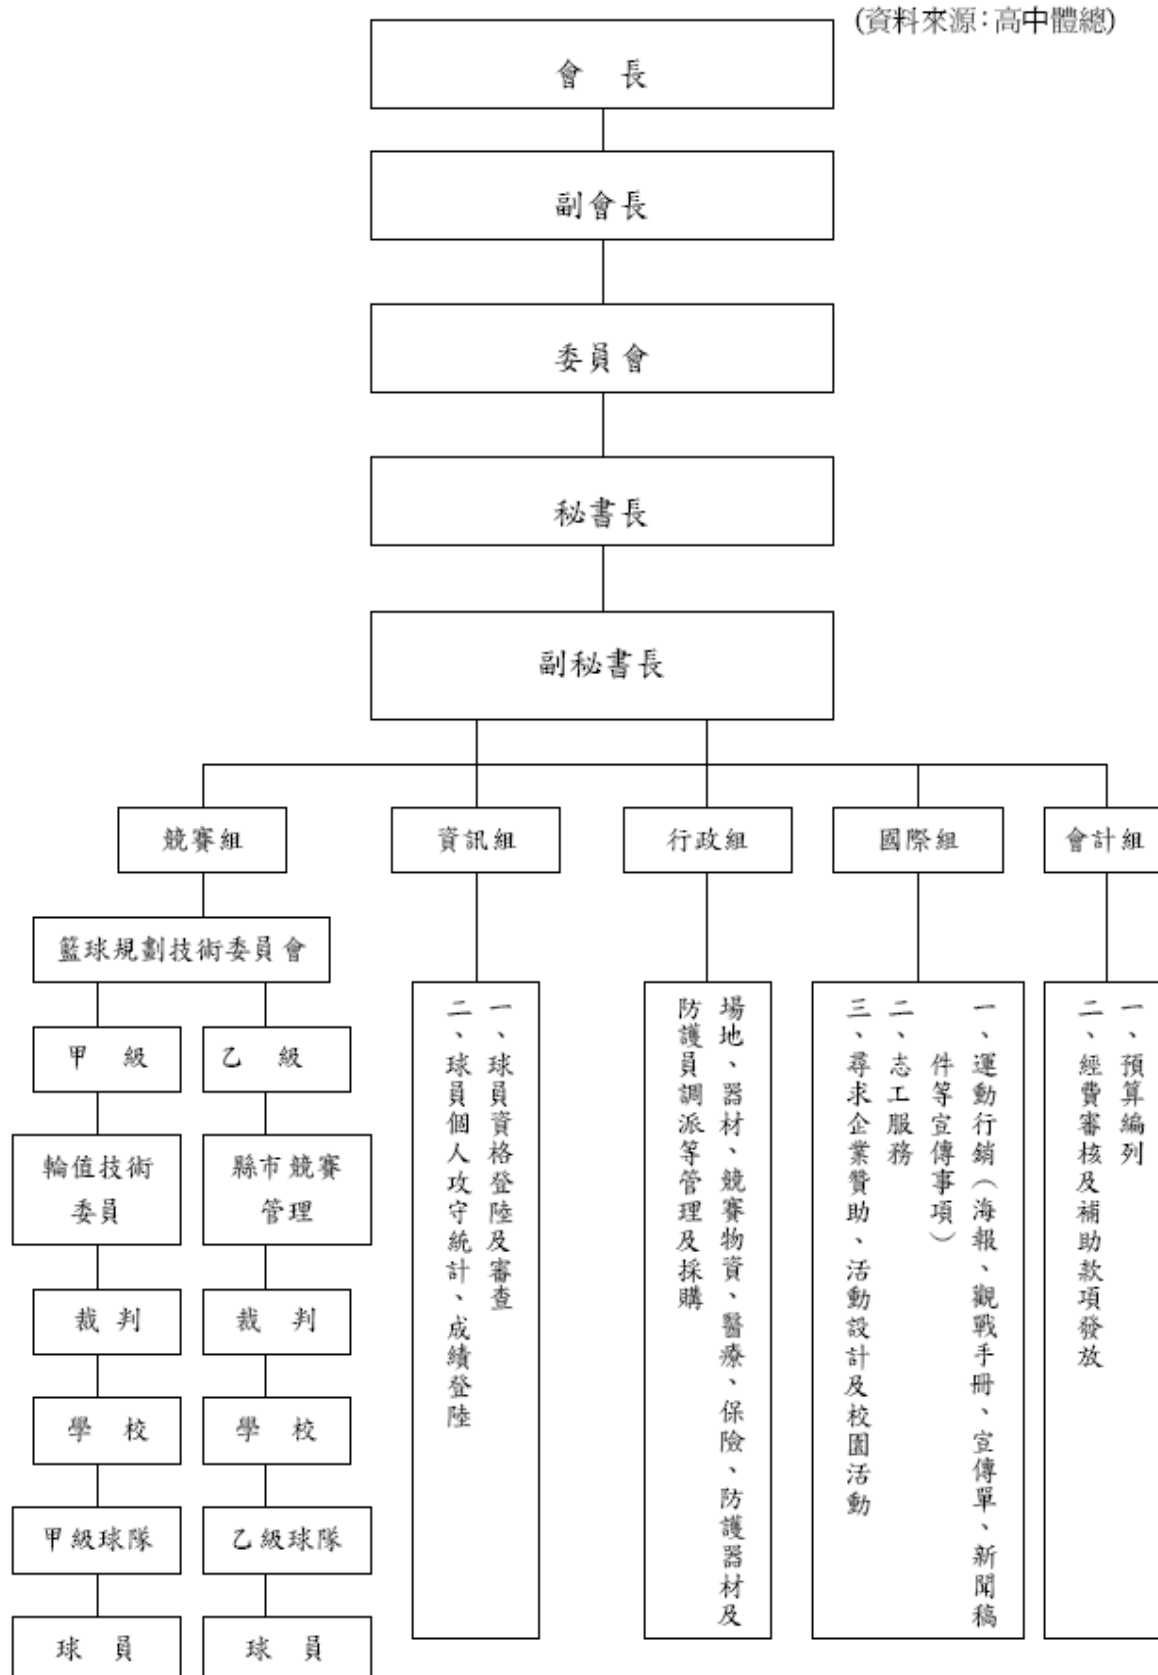 (資料來源:高中體總)
會　長
副會長
委員會
秘書長
副秘書長
競賽組
資訊組
行政組
國際組
會計組
籃球規劃技術委員會
甲　級
乙　級
輪值技術
委員
縣市競賽
管理
裁 判
裁　判
學　校
學　校
甲級球隊
乙級球隊
球　員
球　員
一、球員資格登陸及審查
二、球員個人攻守統計、成績登陸
場地、器材、競賽物資、醫療、保險、防護器材及
防護員調派等管理及採購
一、運動行銷(海報、觀戰手冊、宣傳單、新聞稿
件等宣傳事項)
二、志工服務
三、尋求企業贊助、活動設計及校園活動
一、預算編列
二、經費審核及補助款項發放